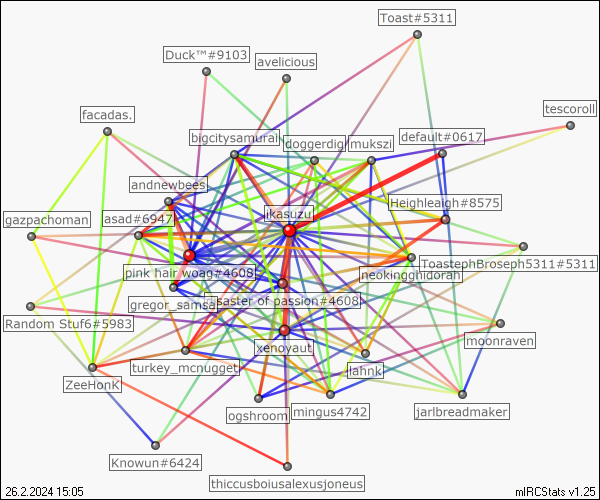 Toast#5311
Duck™#9103
avelicious
tescoroll
facadas.
bigcitysamurai
doggerdig
mukszi
default#0617
andnewbees
Heighleaigh#8575
gazpachoman
asad#6947
ikasuzu
ToastephBroseph5311#5311
pink hair woag#4608
neokingghidorah
gregor_samsa
saster of passion#4608
Random Stuf6#5983
xenoyaut
moonraven
turkey_mcnugget
lahnk
ZeeHonk
ogshroom
mingus4742
jarlbreadmaker
Knowun#6424
thiccusboiusalexusjoneus
26.2.2024 15:05
mIRCStats v1.25